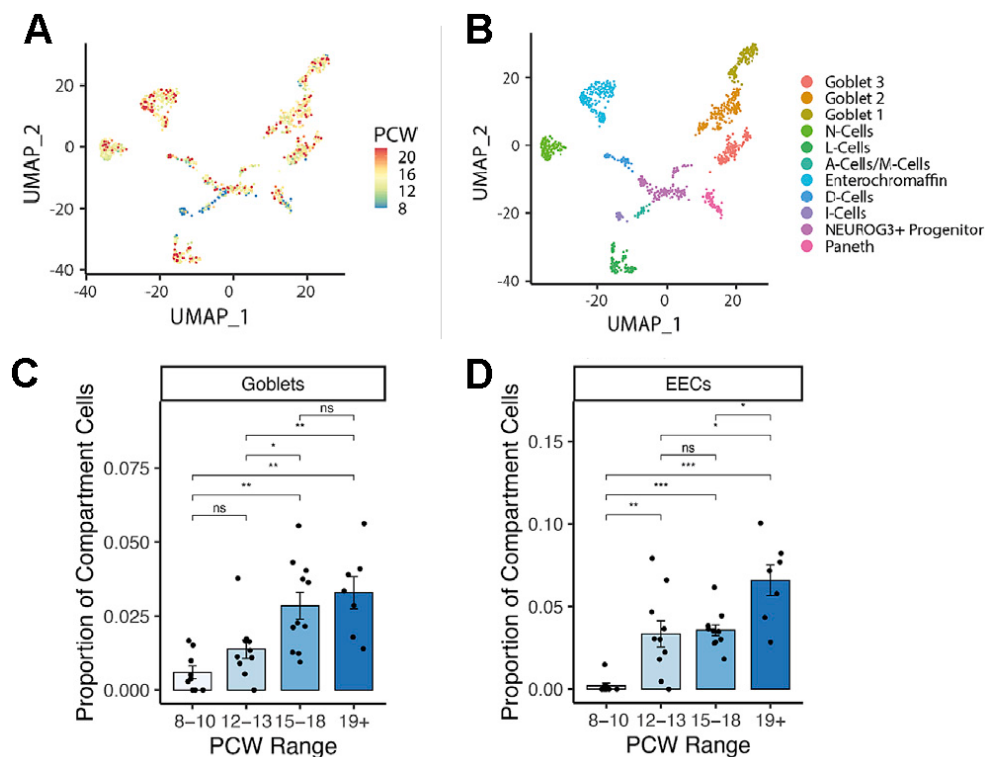 A
20
0
-20
-40
UMAP_2
-40 -20 0 20
UMAP_1
PCW
20
16
12
8
B
20
0
-20
-40
UMAP_2
-20 0 20
UMAP_1
Goblet 3
Goblet 2
Goblet 1
N-Cells
L-Cells
A-Cells/M-Cells
Enterochromaffin
D-Cells
I-Cells
NEUROG3+ Progenitor
Paneth
C
Goblets
Proportion of Compartment Cells
0.075
0.050
0.025
0.000
ns
**
*
**
**
ns
8-10 12-13 15-18 19+
PCW Range
D
EECs
Proportion of Compartment Cells
0.15
0.10
0.05
0.00
*
*
ns
***
***
**
8-10 12-13 15-18 19+
PCW Range